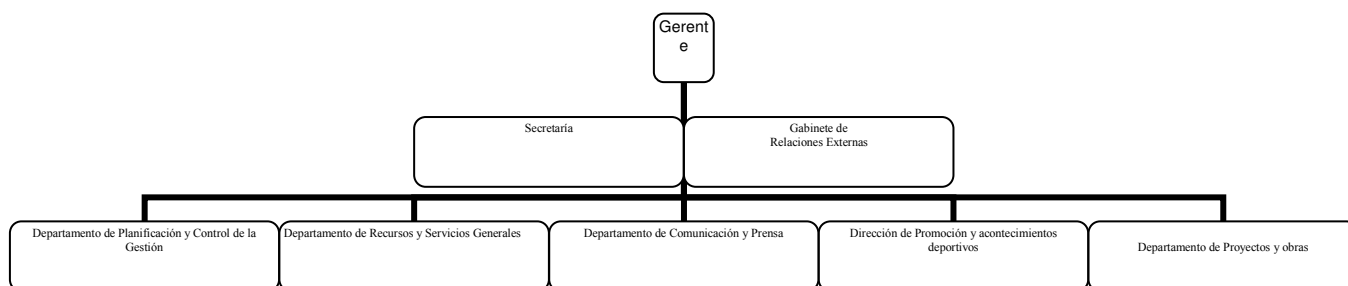 Gerent
e
Secretaría
Gabinete de
Relaciones Externas
Departamento de Planificación y Control de la
Gestión
Departamento de Recursos y Servicios Generales
Departamento de Comunicación y Prensa
Dirección de Promoción y acontecimientos
deportivos
Departamento de Proyectos y obras